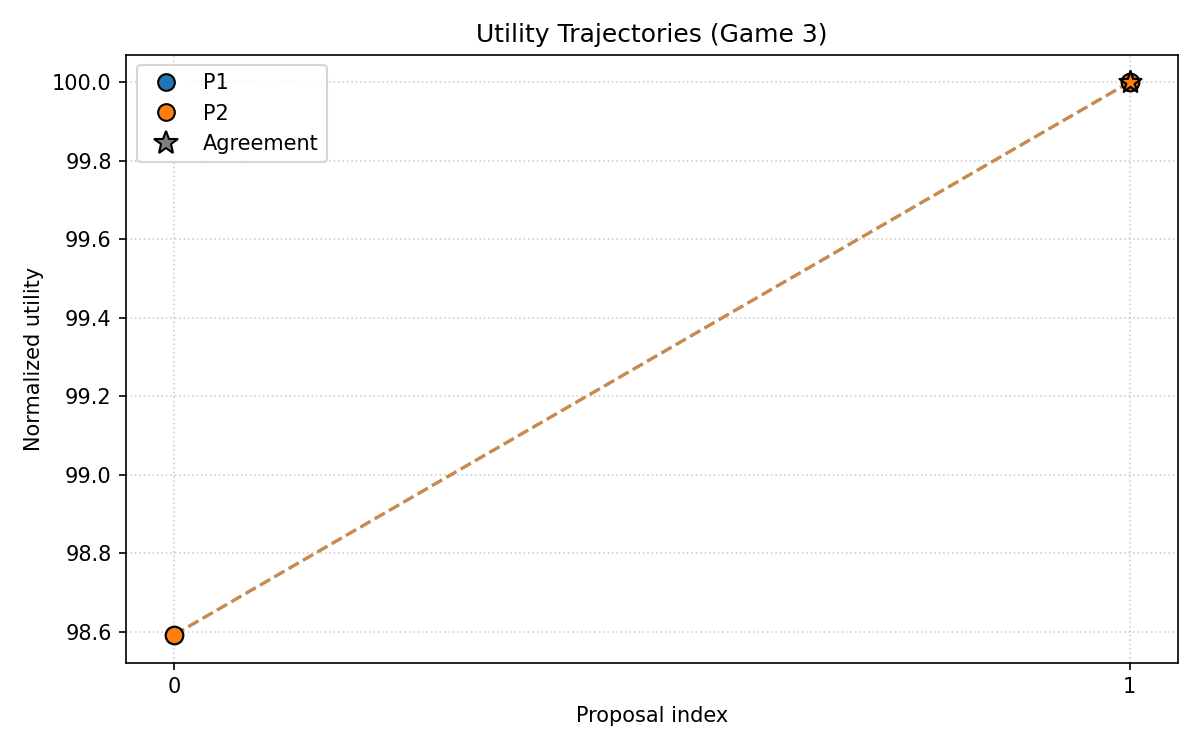 Utility Trajectories (Game 3)
P1
P2
Agreement
Normalized utility
100.0
99.8
99.6
99.4
99.2
99.0
98.8
98.6
0
1
Proposal index